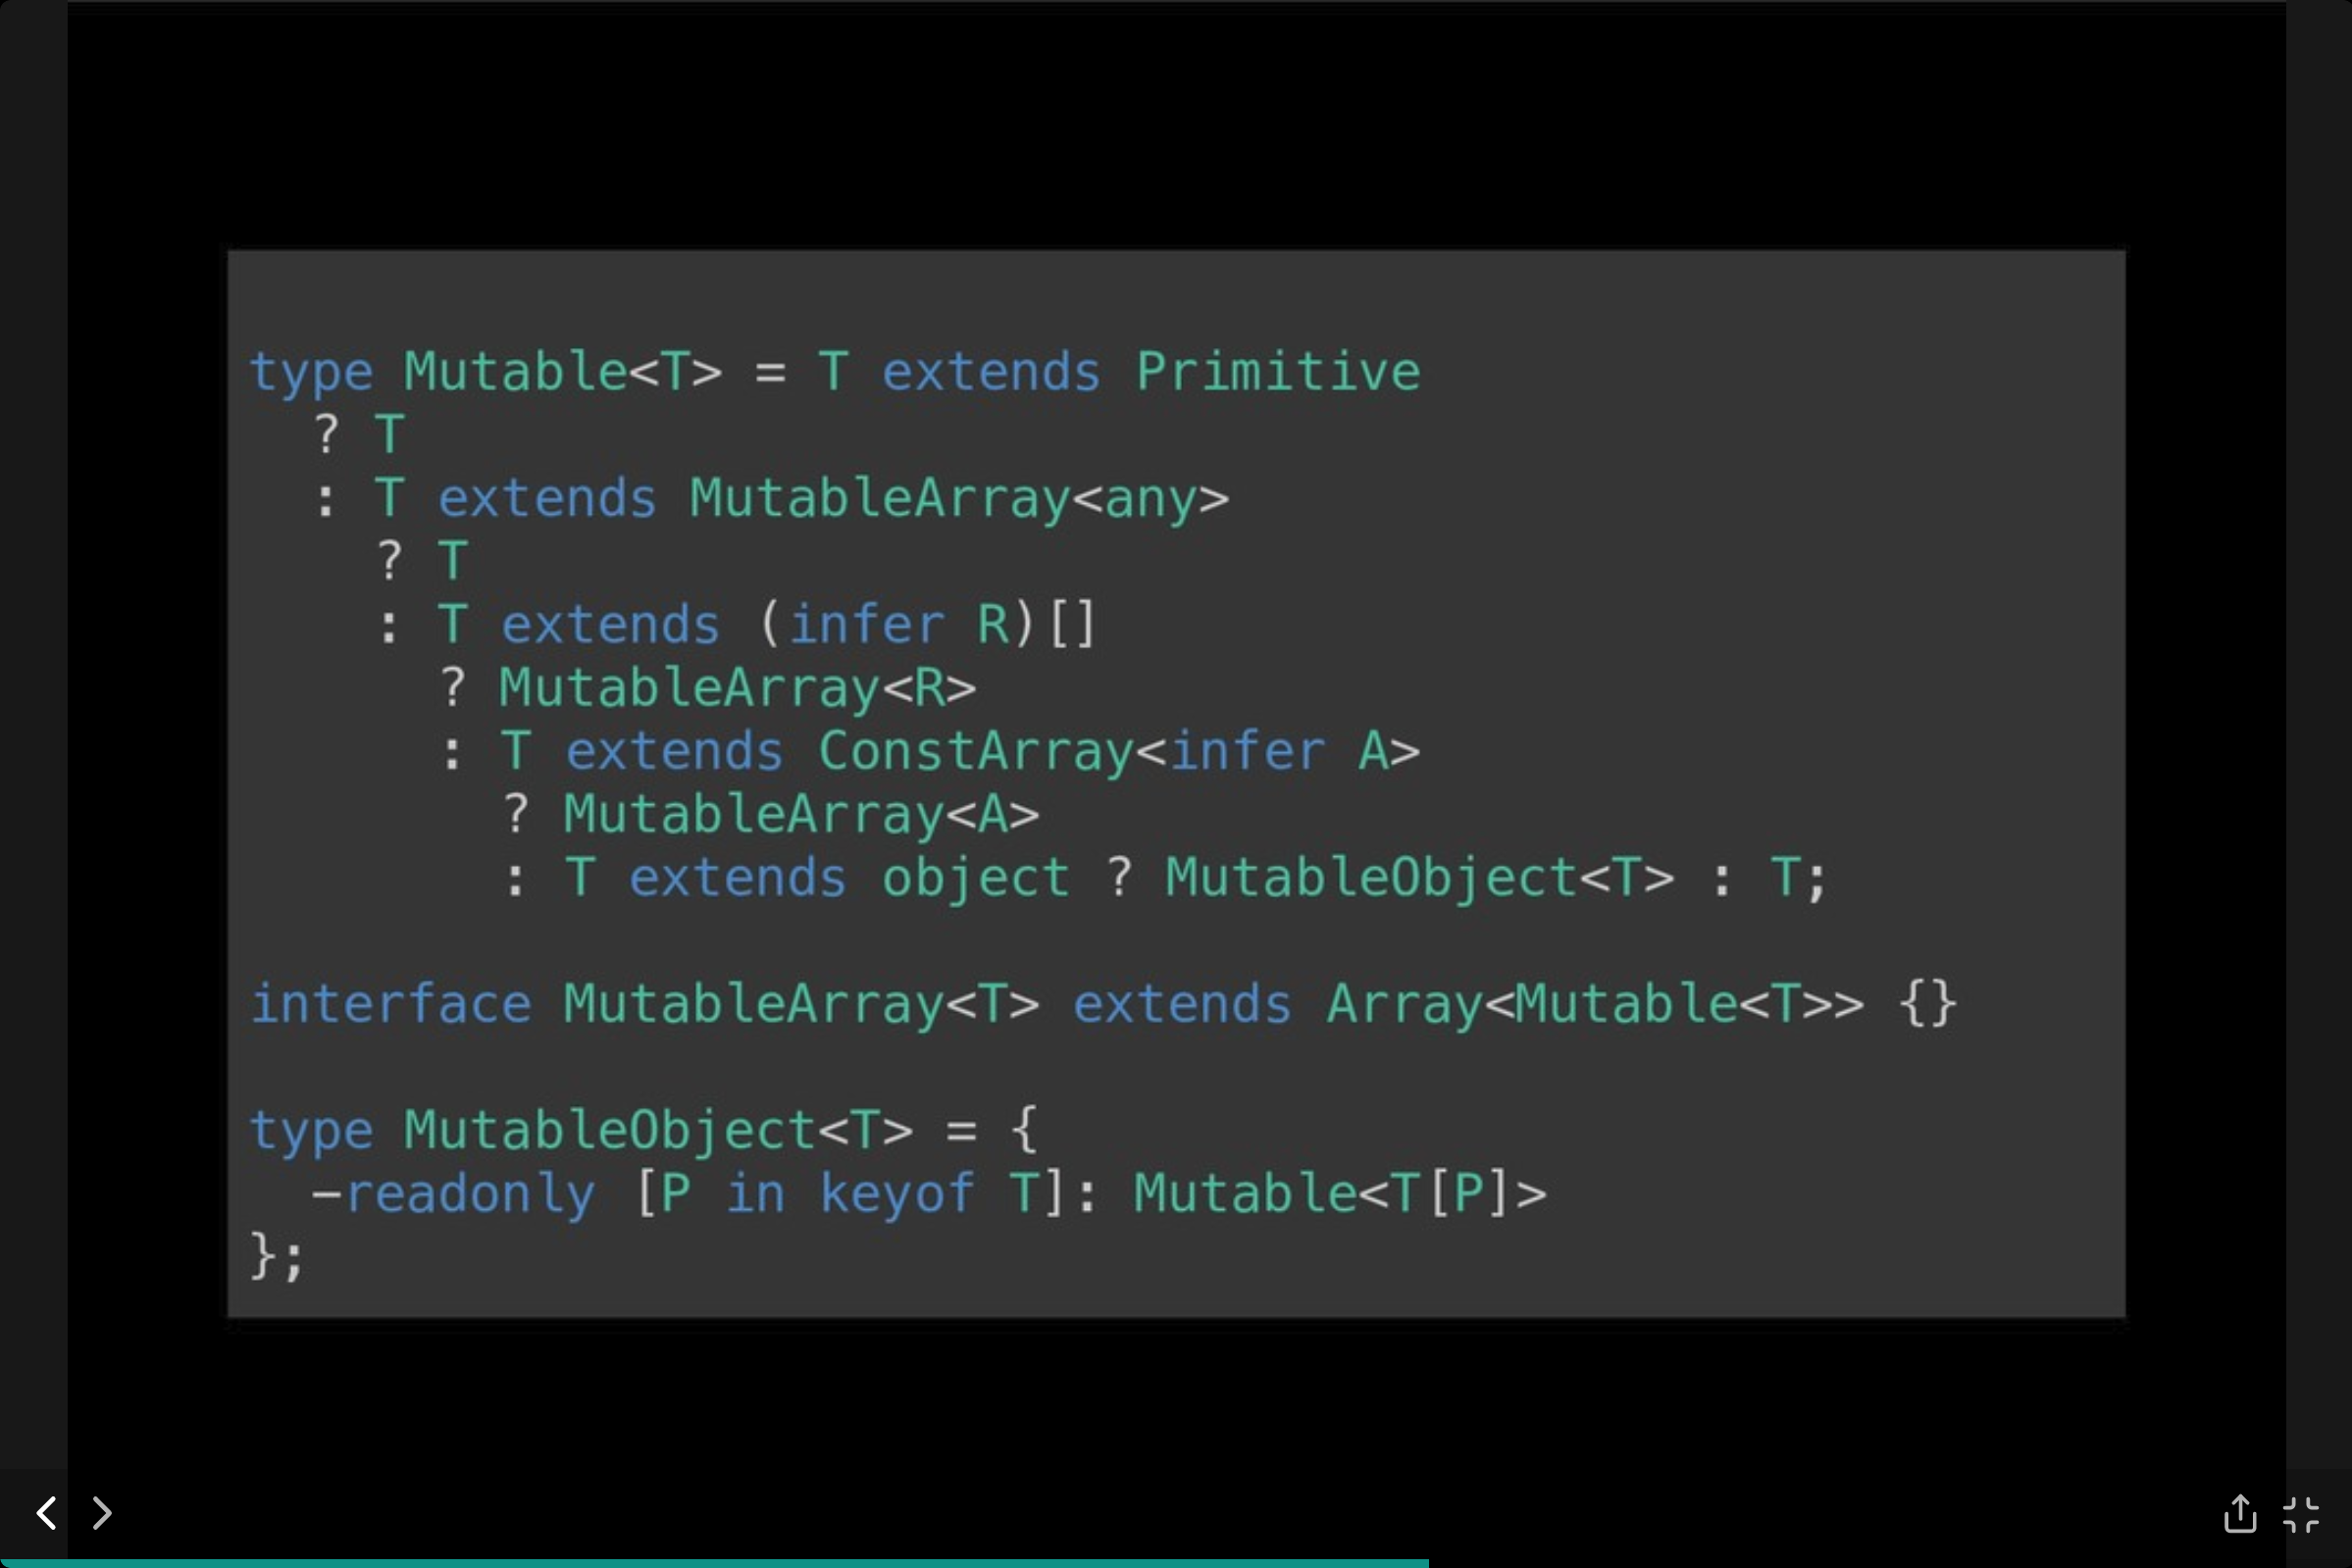 type Mutable<T> = T extends Primitive
? T
: T extends MutableArray<any>
? T
: T extends (infer R)[]
? MutableArray<R>
: T extends ConstArray<infer A>
? MutableArray<A>
: T extends object ? MutableObject<T> : T;
interface MutableArray<T> extends Array<Mutable<T>> {}
type MutableObject<T> = {
-readonly [P in keyof T]: Mutable<T[P]>
};